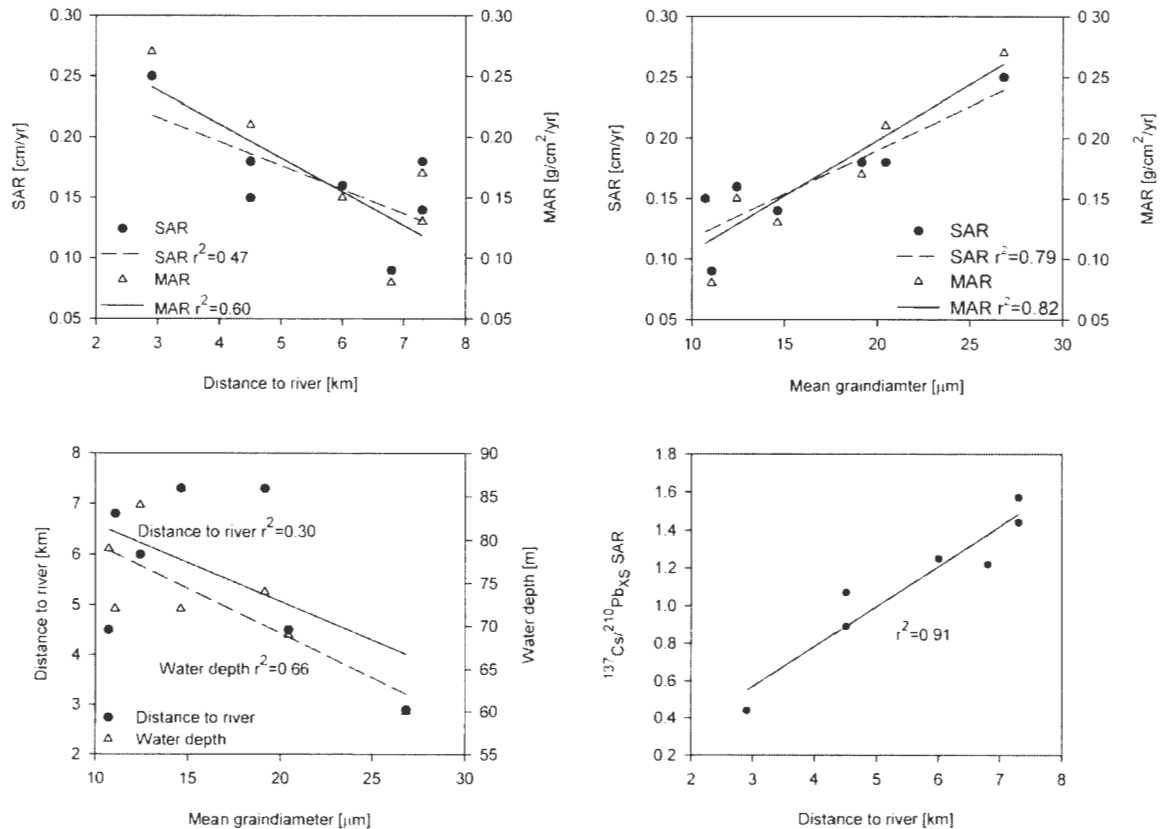 0.30
0.25
0.20
0.15
0.10
0.05
SAR [cm/yr]
SAR
SAR r²=0.47
MAR
MAR r²=0.60
0.30
0.25
0.20
0.15
0.10
0.05
MAR [g/cm²/yr]
2 3 4 5 6 7 8
Distance to river [km]
0.30
0.25
0.20
0.15
0.10
0.05
SAR [cm/yr]
SAR
SAR r²=0.79
MAR
MAR r²=0.82
0.30
0.25
0.20
0.15
0.10
0.05
MAR [g/cm²/yr]
10 15 20 25 30
Mean graindiamter [µm]
8
7
6
5
4
3
2
Distance to river [km]
Distance to river r²=0.30
Water depth r²=0.66
Distance to river
Water depth
90
85
80
75
70
65
60
55
Water depth [m]
10 15 20 25 30
Mean graindiameter [µm]
1.8
1.6
1.4
1.2
1.0
0.8
0.6
0.4
0.2
¹³⁷Cs/²¹⁰Pb_XS SAR
r²=0.91
2 3 4 5 6 7 8
Distance to river [km]